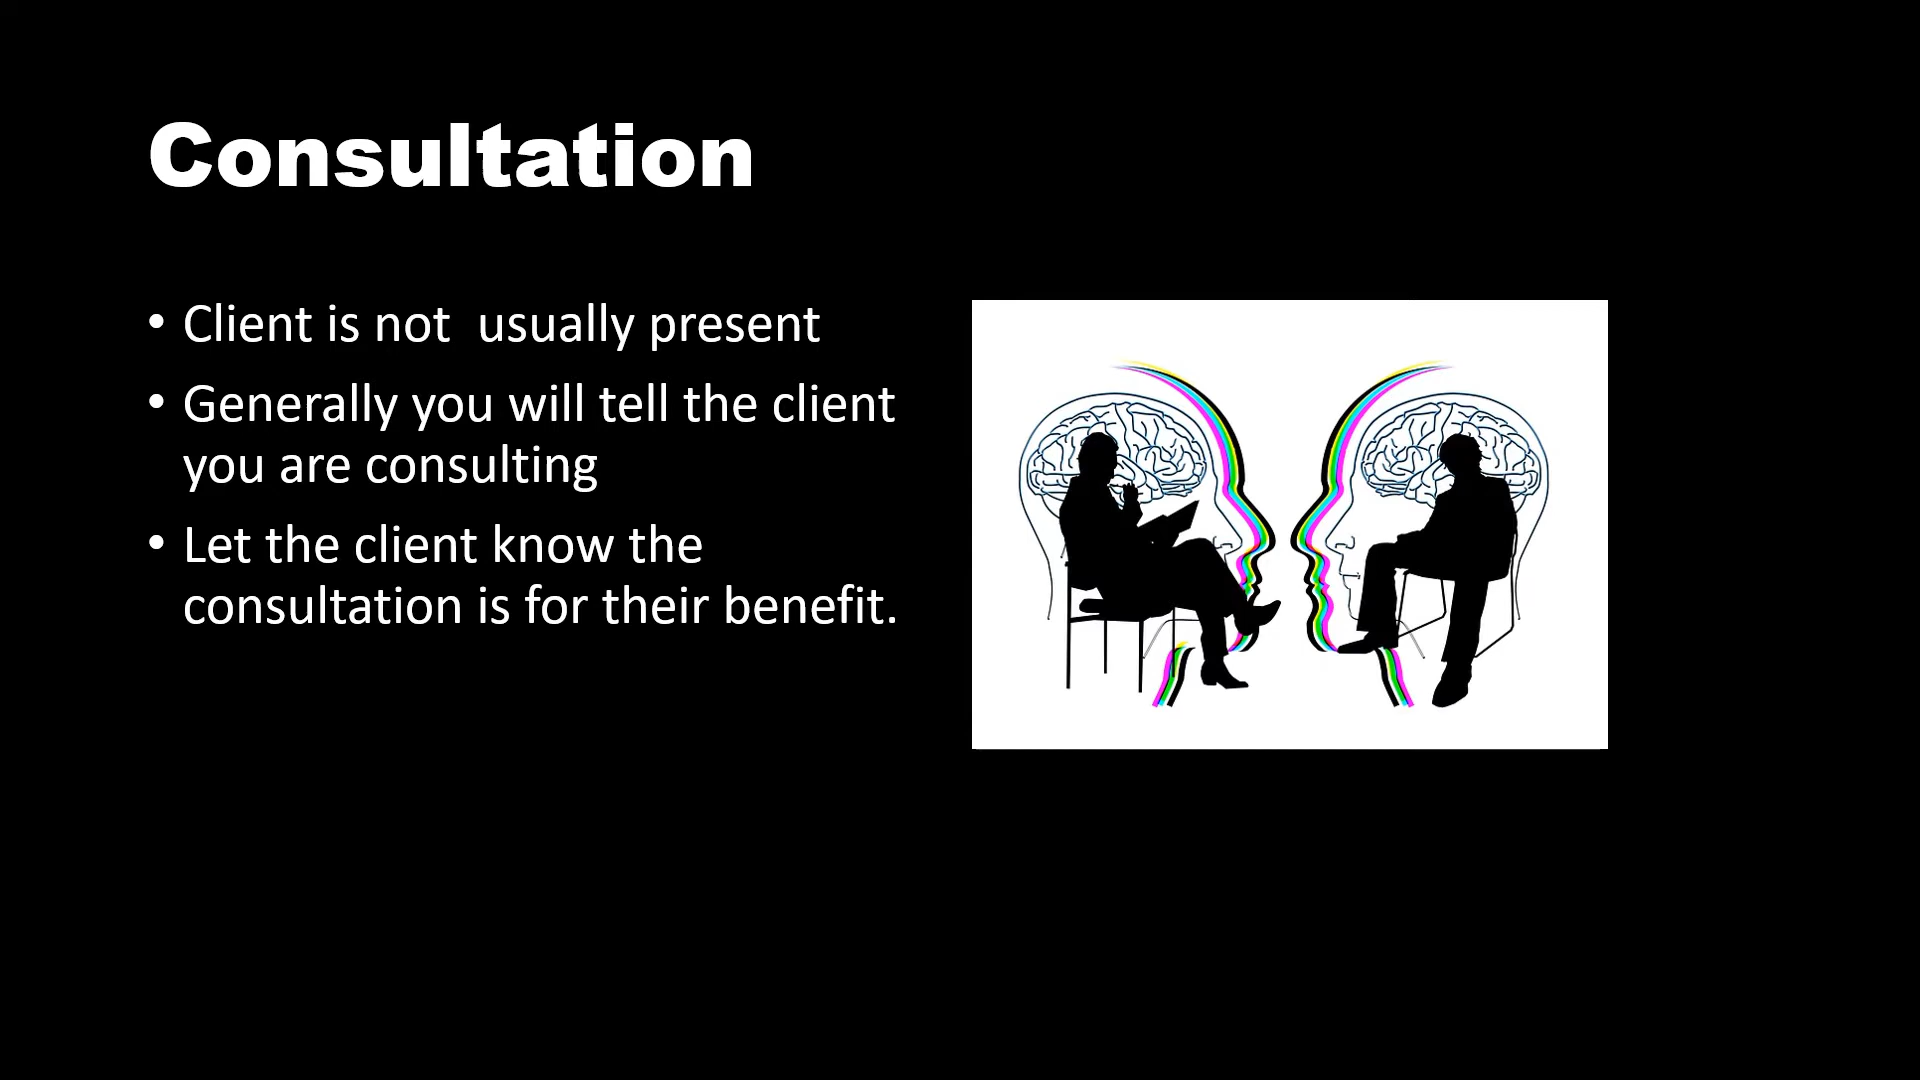 Consultation
• Client is not  usually present
• Generally you will tell the client
you are consulting
• Let the client know the
consultation is for their benefit.